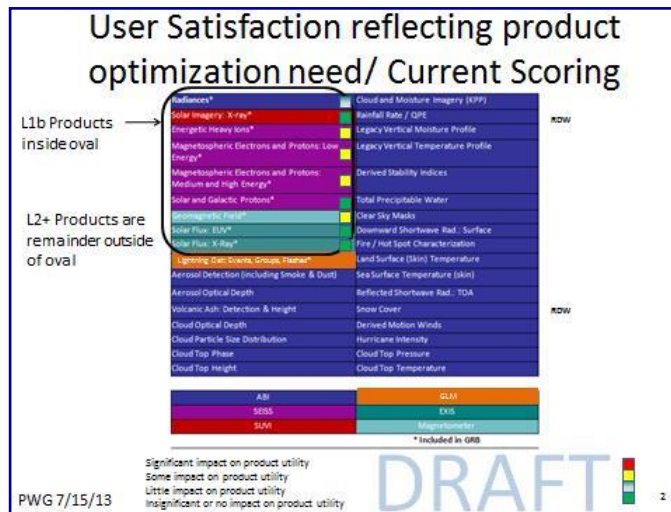 User Satisfaction reflecting product
optimization need/ Current Scoring
L1b Products
inside oval
L2+ Products are
remainder outside
of oval
Radiances*
Solar Imagery: X-ray*
Energetic Heavy Ions*
Magnetospheric Electrons and Protons: Low
Energy*
Magnetospheric Electrons and Protons:
Medium and High Energy*
Solar and Galactic Protons*
Geomagnetic Field*
Solar Flux: EUV*
Solar Flux: X-Ray*
Lightning Det: Events, Groups, Flashes*
Aerosol Detection (including Smoke & Dust)
Aerosol Optical Depth
Volcanic Ash: Detection & Height
Cloud Optical Depth
Cloud Particle Size Distribution
Cloud Top Phase
Cloud Top Height
Cloud and Moisture Imagery (KPP)
Rainfall Rate / QPE
Legacy Vertical Moisture Profile
Legacy Vertical Temperature Profile
Derived Stability Indices
Total Precipitable Water
Clear Sky Masks
Downward Shortwave Rad.: Surface
Fire / Hot Spot Characterization
Land Surface (Skin) Temperature
Sea Surface Temperature (skin)
Reflected Shortwave Rad.: TOA
Snow Cover
Derived Motion Winds
Hurricane Intensity
Cloud Top Pressure
Cloud Top Temperature
RDW
RDW
ABI
GLM
SEISS
EXIS
SUVI
Magnetometer
* Included in GRB
Significant impact on product utility
Some impact on product utility
Little impact on product utility
Insignificant or no impact on product utility
DRAFT
PWG 7/15/13
2